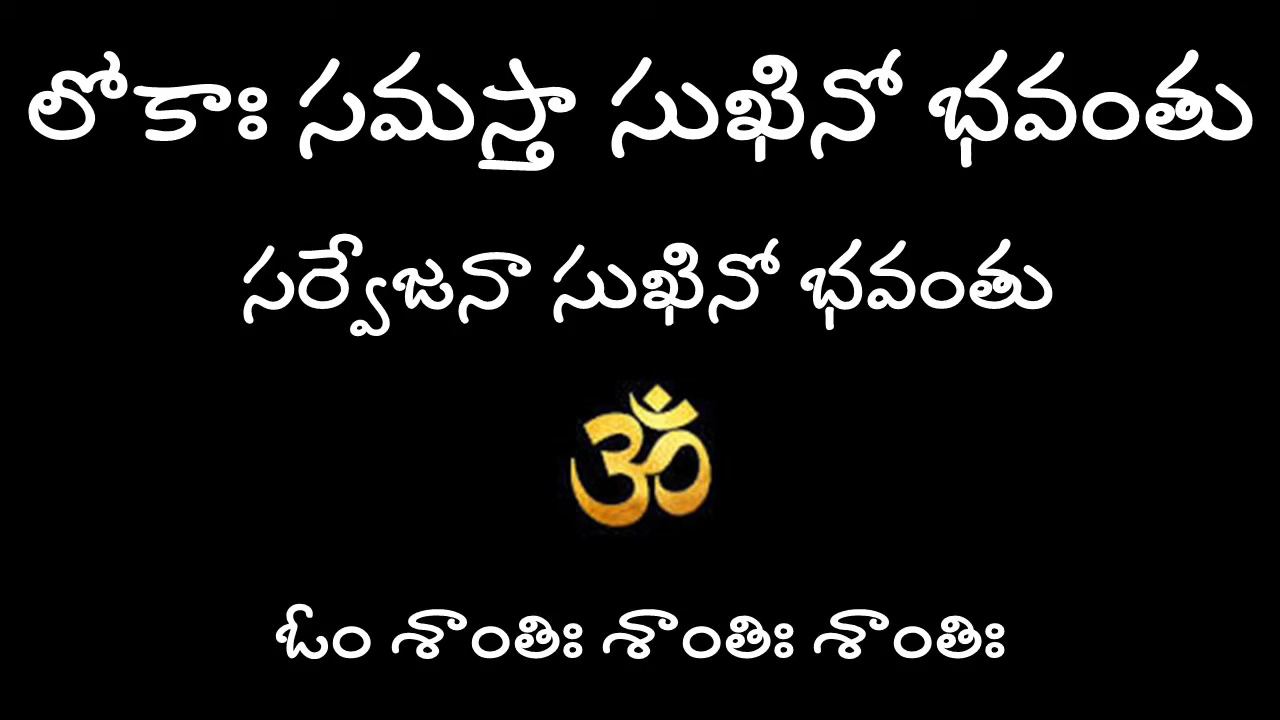 లోకాః సమస్తా సుఖినో భవంతు
సర్వేజనా సుఖినో భవంతు
ॐ
ఓం శాంతిః శాంతిః శాంతిః